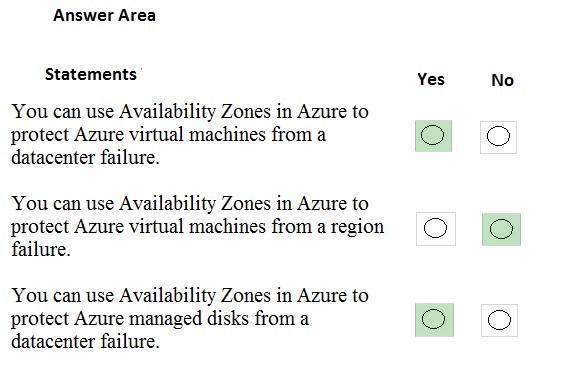 Answer Area
Statements
Yes
No
You can use Availability Zones in Azure to
protect Azure virtual machines from a
datacenter failure.
You can use Availability Zones in Azure to
protect Azure virtual machines from a region
failure.
You can use Availability Zones in Azure to
protect Azure managed disks from a
datacenter failure.